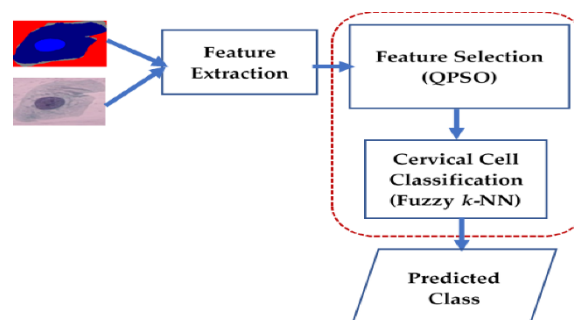 Feature
Extraction
Feature Selection
(QPSO)
Cervical Cell
Classification
(Fuzzy k-NN)
Predicted
Class